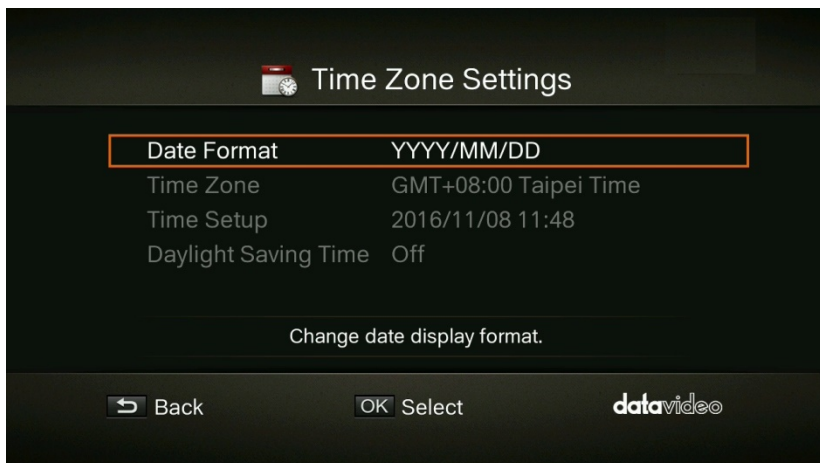 Time Zone Settings
Date Format YYYY/MM/DD
Time Zone GMT+08:00 Taipei Time
Time Setup 2016/11/08 11:48
Daylight Saving Time Off
Change date display format.
Back OK Select datavideo